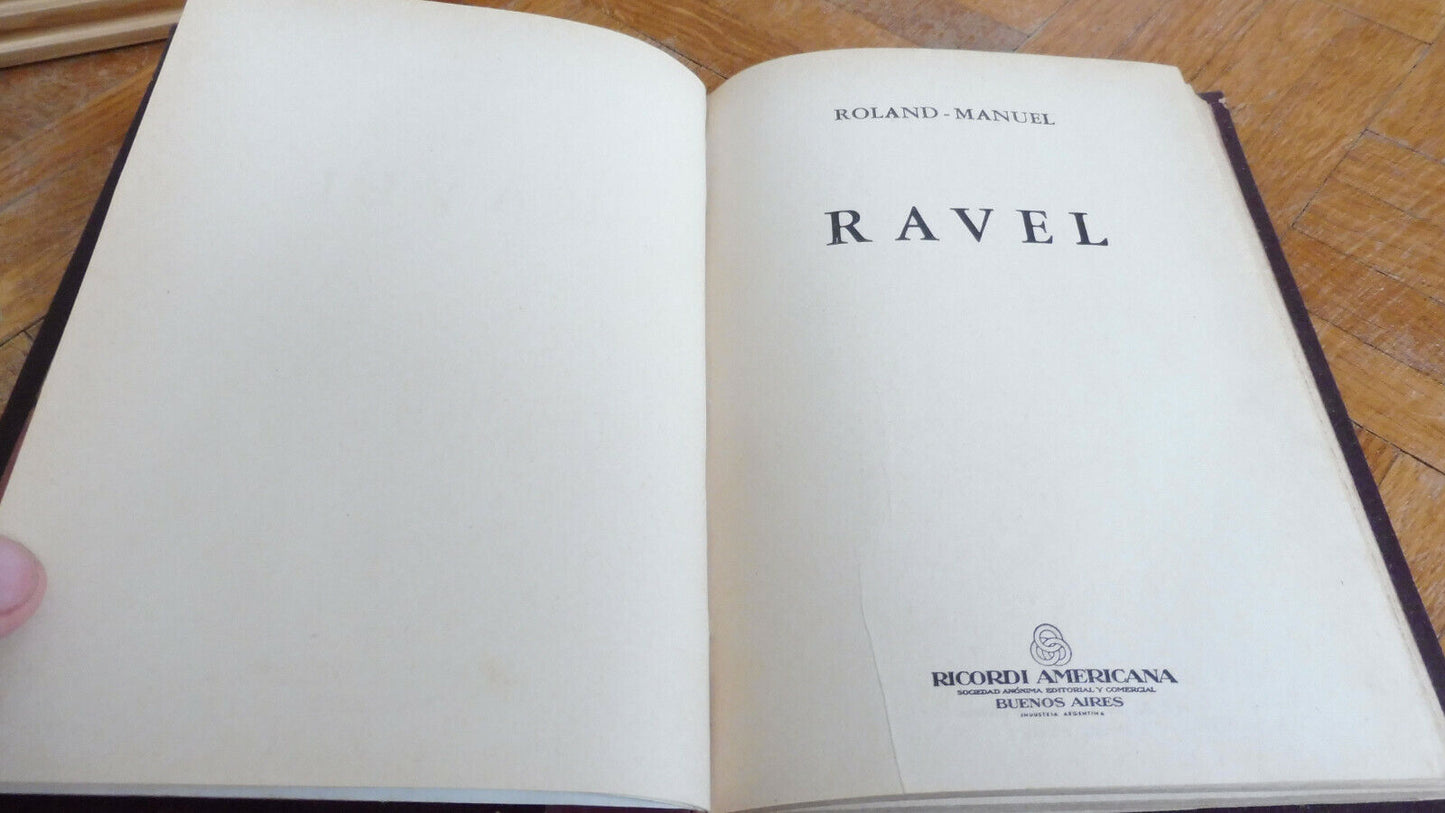 ROLAND-MANUEL
RAVEL
RICORDI AMERICANA
SOCIEDAD ANÓNIMA EDITORIAL Y COMERCIAL
BUENOS AIRES
INDUSTRIA ARGENTINA